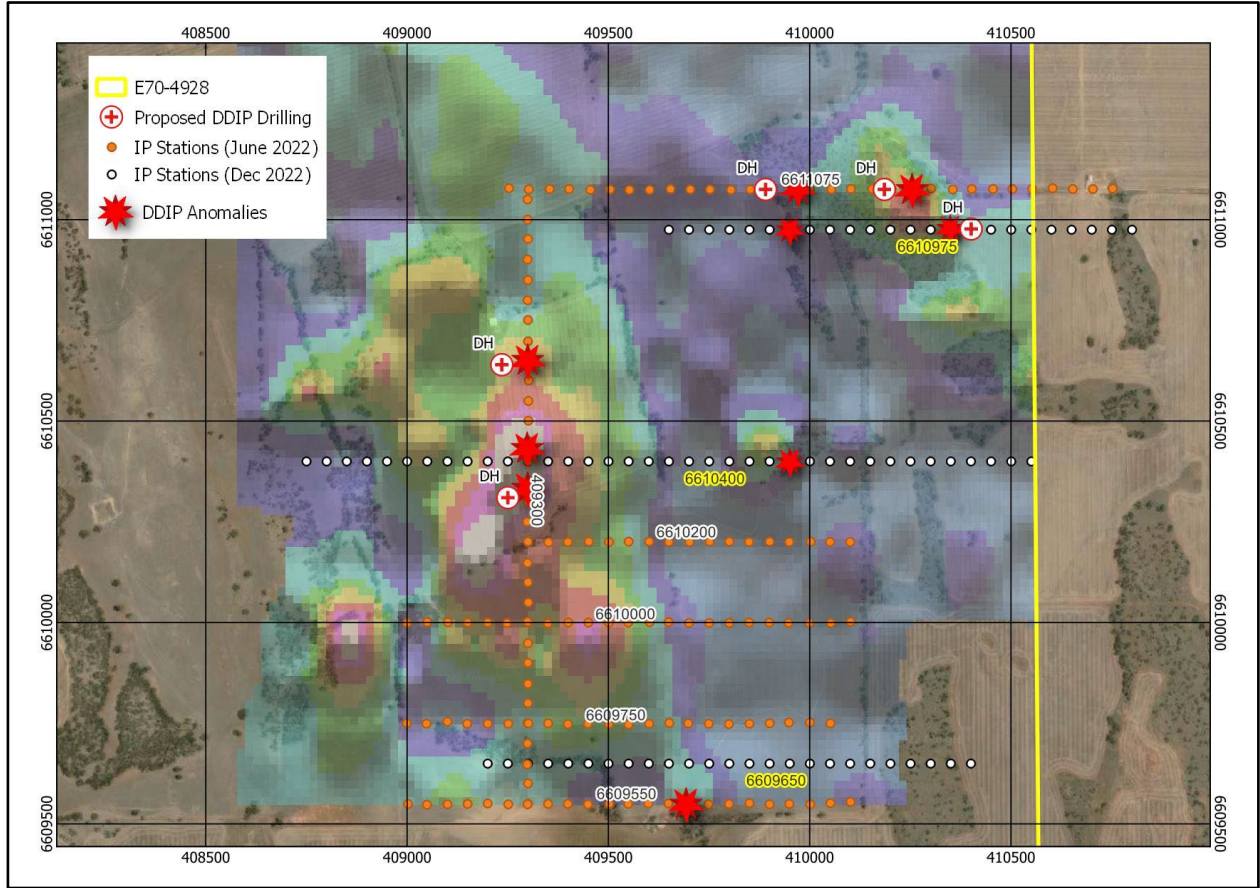 408500 409000 409500 410000 410500
E70-4928
Proposed DDIP Drilling
IP Stations (June 2022)
IP Stations (Dec 2022)
DDIP Anomalies
DH
6611075
DH
DH
6611000
6611000
6610975
DH
6610500
6610500
DH
6610400
409300
6610200
6610000
6610000
6610000
6609750
6609650
6609550
6609500
6609500
408500 409000 409500 410000 410500